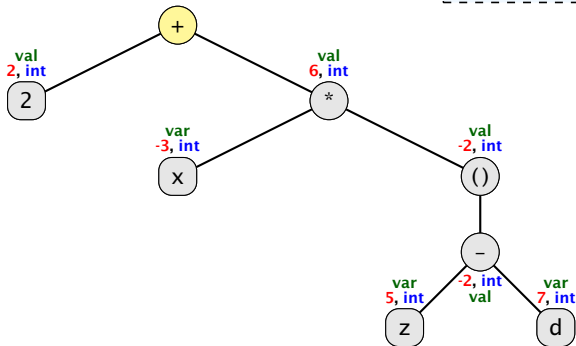 +
val
2, int
2
val
6, int
*
var
-3, int
x
val
-2, int
()
–
-2, int
val
var
5, int
z
var
7, int
d